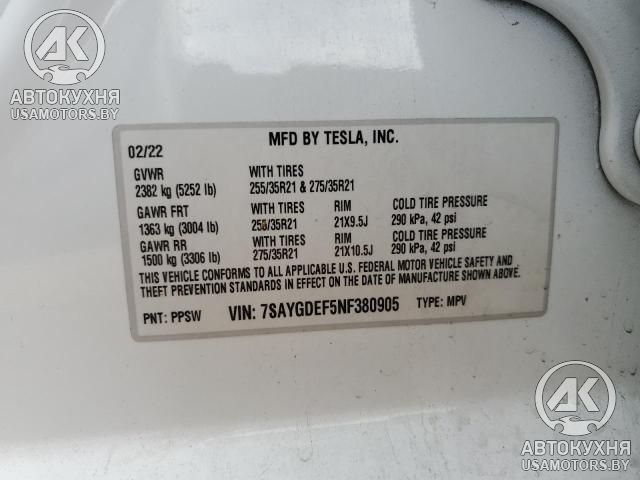 АК
АВТОКУХНЯ
USAMOTORS.BY
MFD BY TESLA, INC.
02/22
GVWR WITH TIRES
2382 kg (5252 lb) 255/35R21 & 275/35R21
GAWR FRT WITH TIRES RIM COLD TIRE PRESSURE
1363 kg (3004 lb) 255/35R21 21X9.5J 290 kPa, 42 psi
GAWR RR WITH TIRES RIM COLD TIRE PRESSURE
1500 kg (3306 lb) 275/35R21 21X10.5J 290 kPa, 42 psi
THIS VEHICLE CONFORMS TO ALL APPLICABLE U.S. FEDERAL MOTOR VEHICLE SAFETY AND
THEFT PREVENTION STANDARDS IN EFFECT ON THE DATE OF MANUFACTURE SHOWN ABOVE.
PNT: PPSW VIN: 7SAYGDEF5NF380905 TYPE: MPV
АК
АВТОКУХНЯ
USAMOTORS.BY